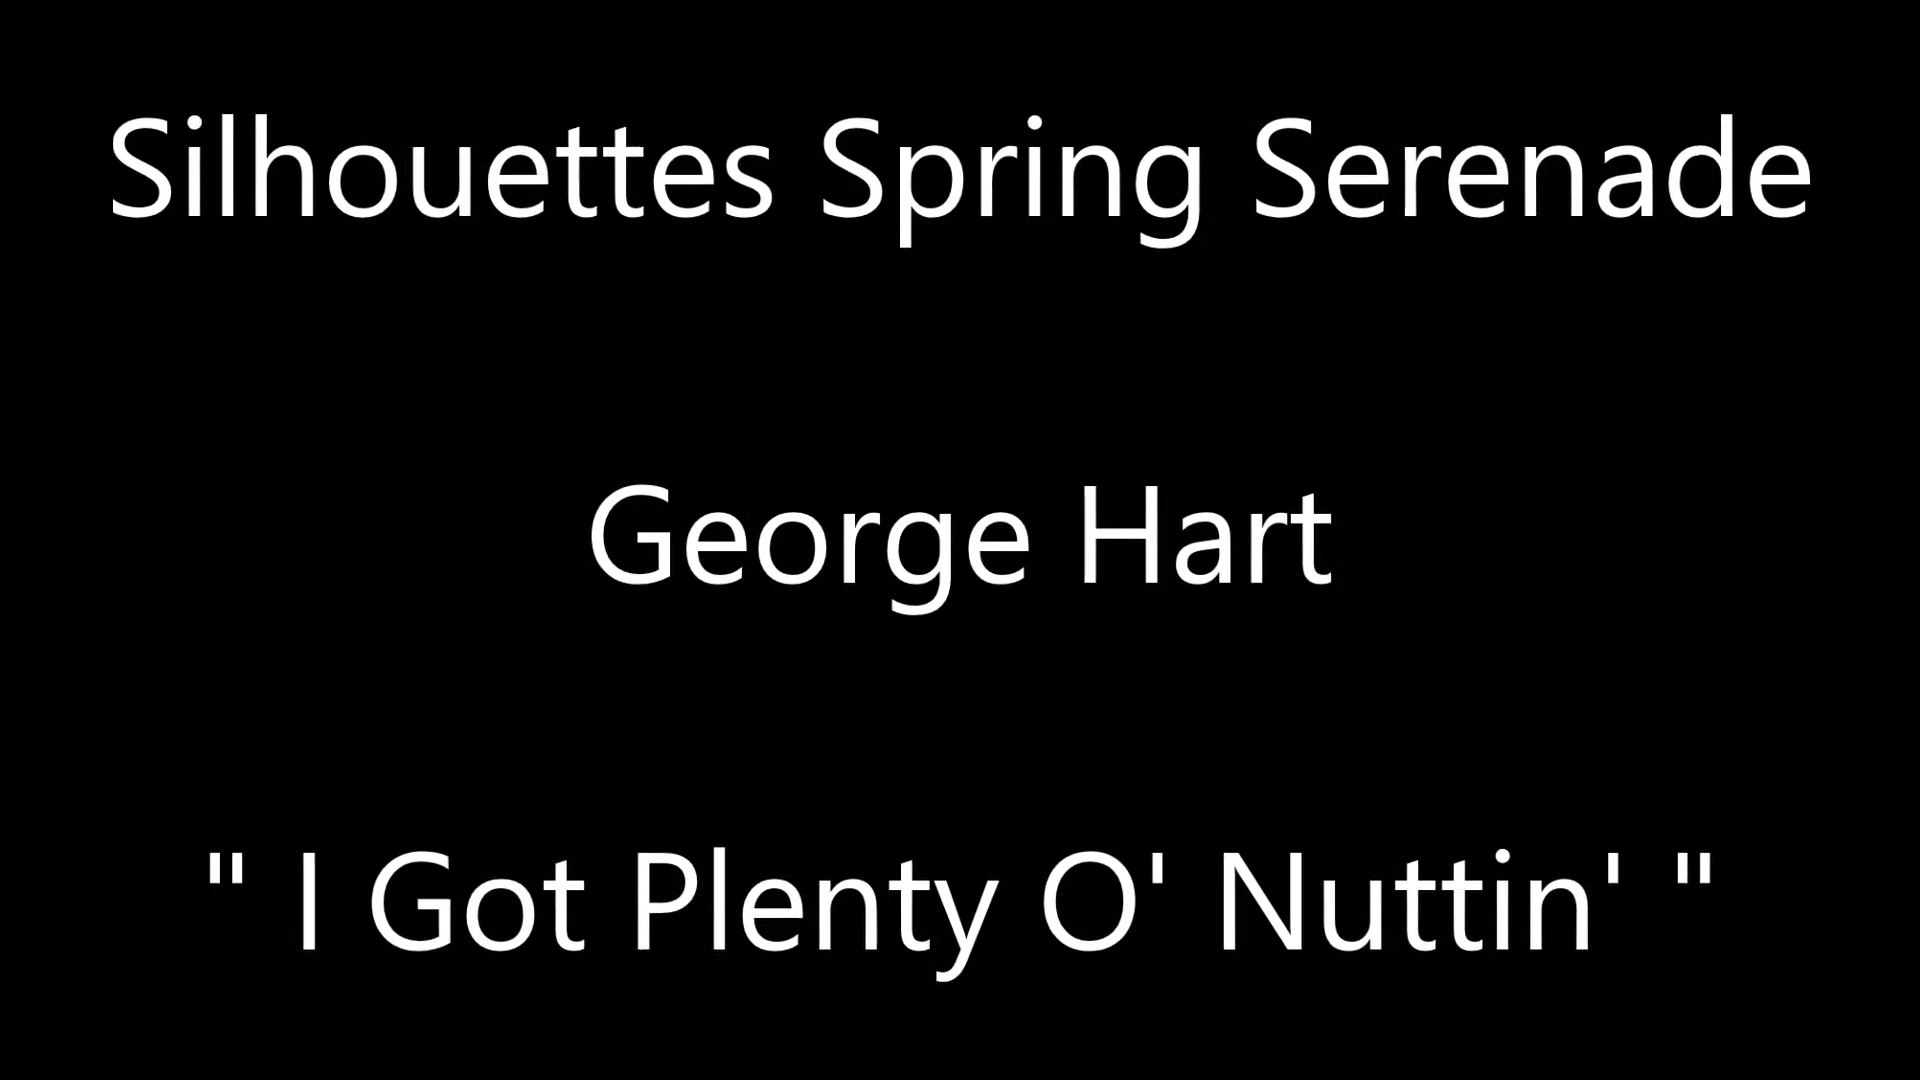 Silhouettes Spring Serenade
George Hart
" I Got Plenty O' Nuttin' "